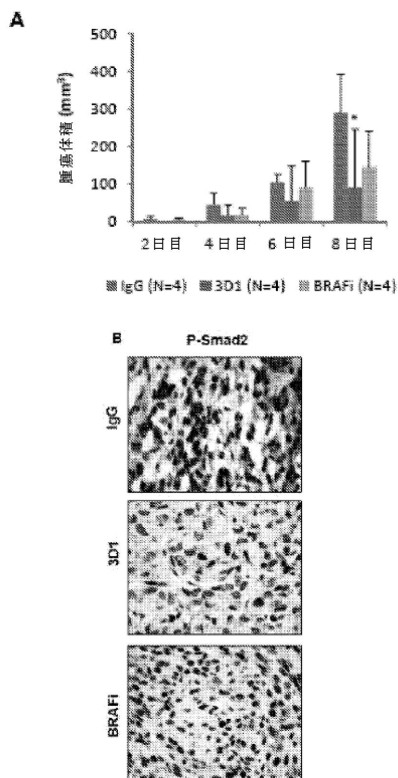 A
500
400
300
200
100
0
腫瘍体積 (mm³)
*
2日目 4日目 6日目 8日目
IgG (N=4) 3D1 (N=4) BRAFi (N=4)
B P-Smad2
IgG
3D1
BRAFi